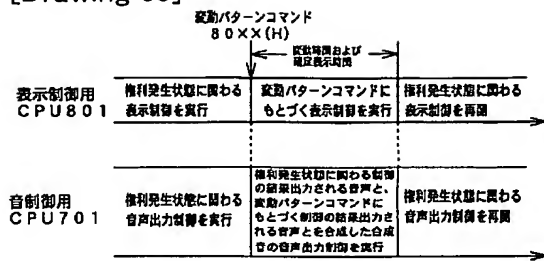 変動パターンコマンド
80××(H)
変動時間および
確定表示時間
表示制御用
CPU801
権利発生状態に関わる
表示制御を実行
変動パターンコマンドに
もとづく表示制御を実行
権利発生状態に関わる
表示制御を再開
音制御用
CPU701
権利発生状態に関わる
音声出力制御を実行
権利発生状態に関わる制御
の結果出力される音声と、
変動パターンコマンドに
もとづく制御の結果出力さ
れる音声とを合成した合成
音の音声出力制御を実行
権利発生状態に関わる
音声出力制御を再開